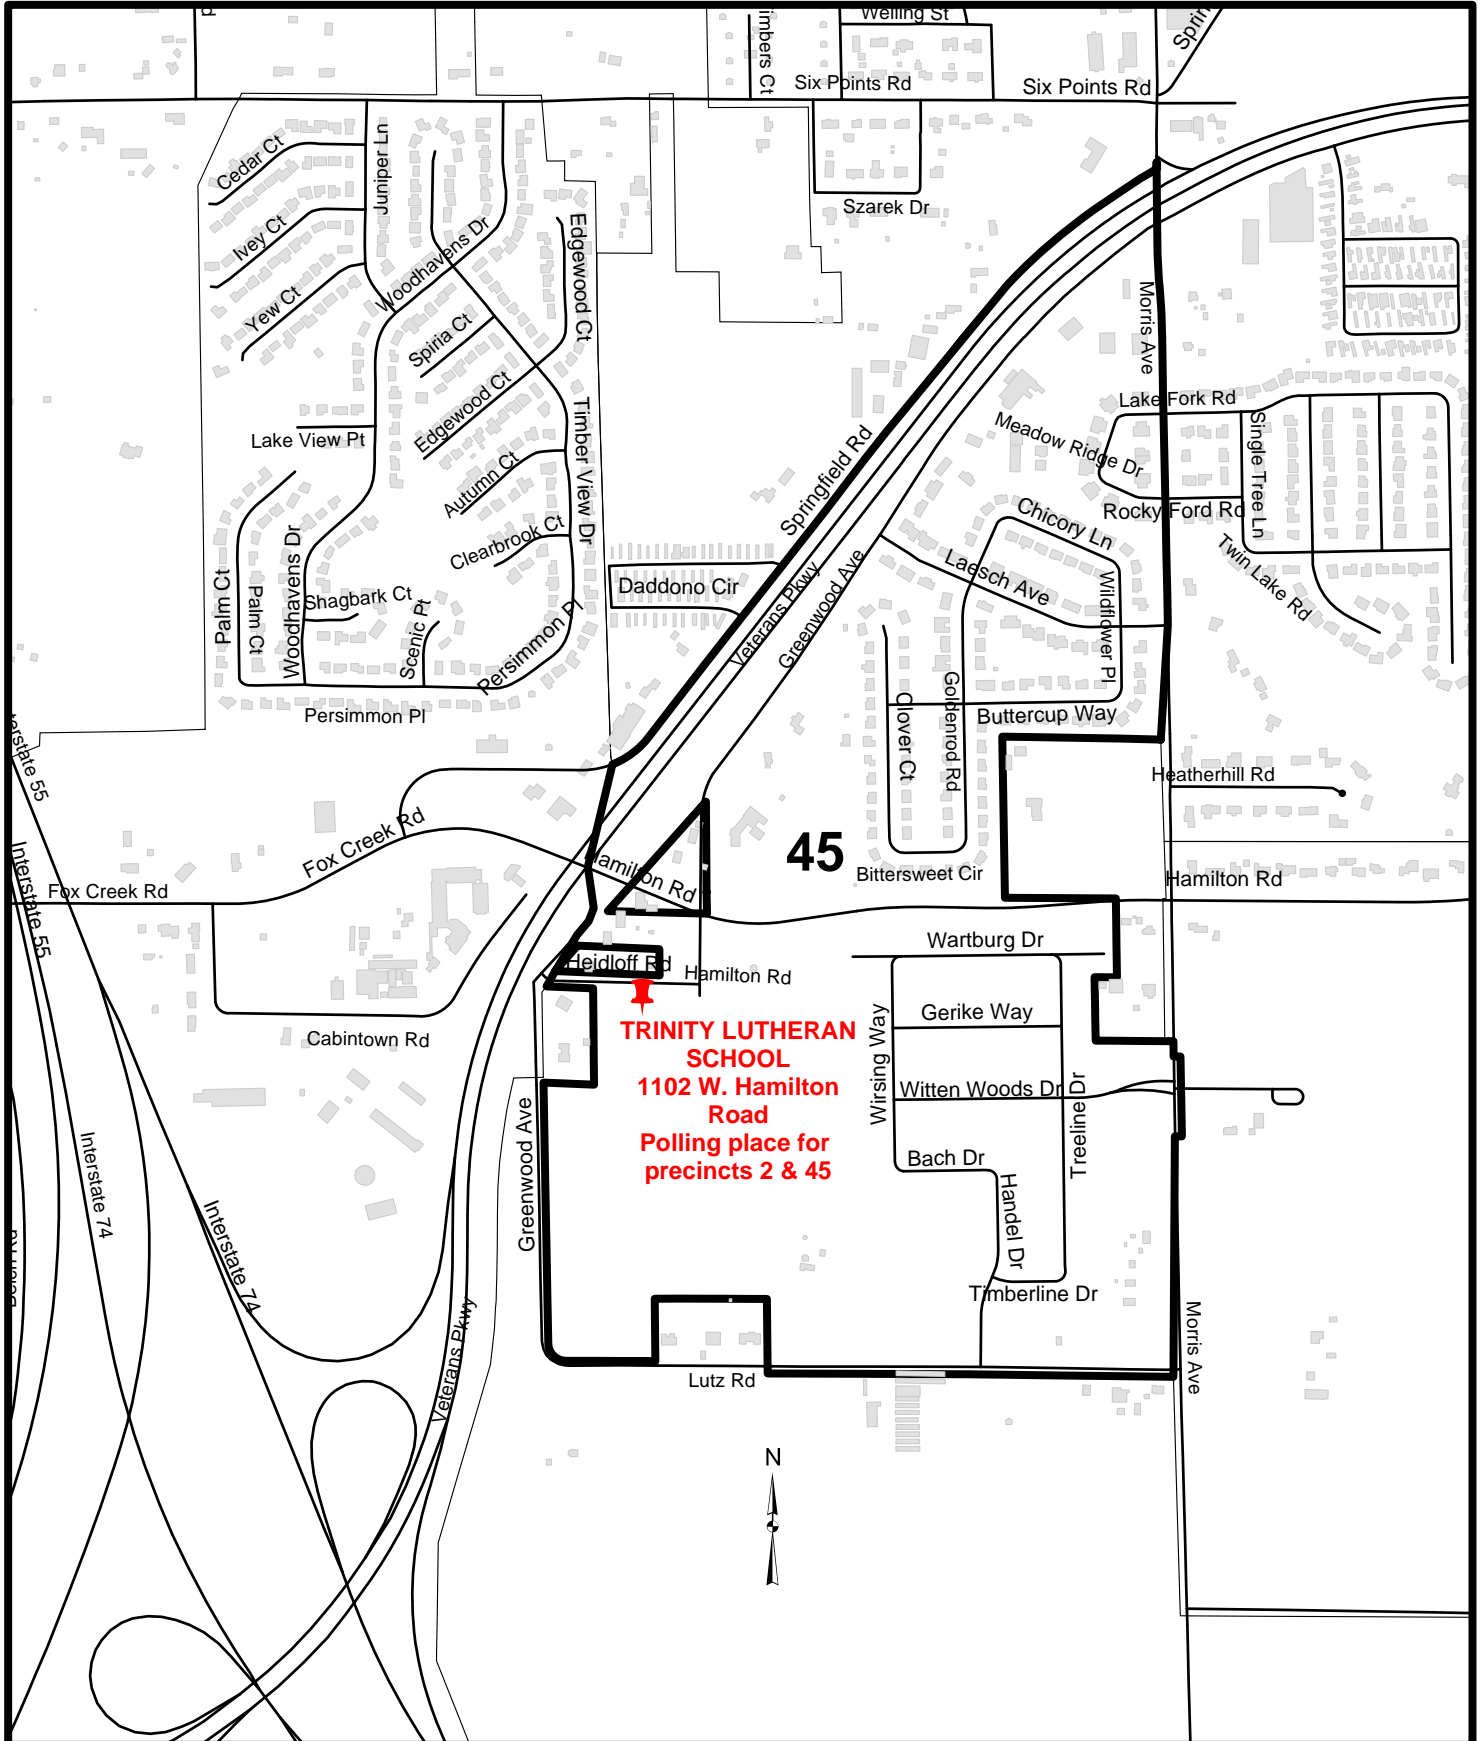 Welling St
imbers Ct
Six Points Rd
Six Points Rd
Sprin
Cedar Ct
Juniper Ln
Szarek Dr
Ivey Ct
Woodhavens Dr
Edgewood Ct
Yew Ct
Spiria Ct
Morris Ave
Edgewood Ct
Lake Fork Rd
Lake View Pt
Timber View Dr
Springfield Rd
Meadow Ridge Dr
Single Tree Ln
Autumn Ct
Rocky Ford Rd
Chicory Ln
Clearbrook Ct
Twin Lake Rd
Palm Ct
Palm Ct
Woodhavens Dr
Shagbark Ct
Scenic Pt
Persimmon Pl
Daddono Cir
Veterans Pkwy
Greenwood Ave
Laesch Ave
Wildflower Pl
Persimmon Pl
Clover Ct
Goldenrod Rd
Buttercup Way
terstate 55
Heatherhill Rd
Fox Creek Rd
45
Hamilton Rd
Bittersweet Cir
Hamilton Rd
Fox Creek Rd
Interstate 55
Wartburg Dr
Heidloff Rd
Hamilton Rd
Gerike Way
Cabintown Rd
TRINITY LUTHERAN
SCHOOL
1102 W. Hamilton
Road
Polling place for
precincts 2 & 45
Wirsing Way
Witten Woods Dr
Treeline Dr
Greenwood Ave
Bach Dr
Handel Dr
Interstate 74
Interstate 74
Timberline Dr
Veterans Pkwy
Morris Ave
Lutz Rd
N